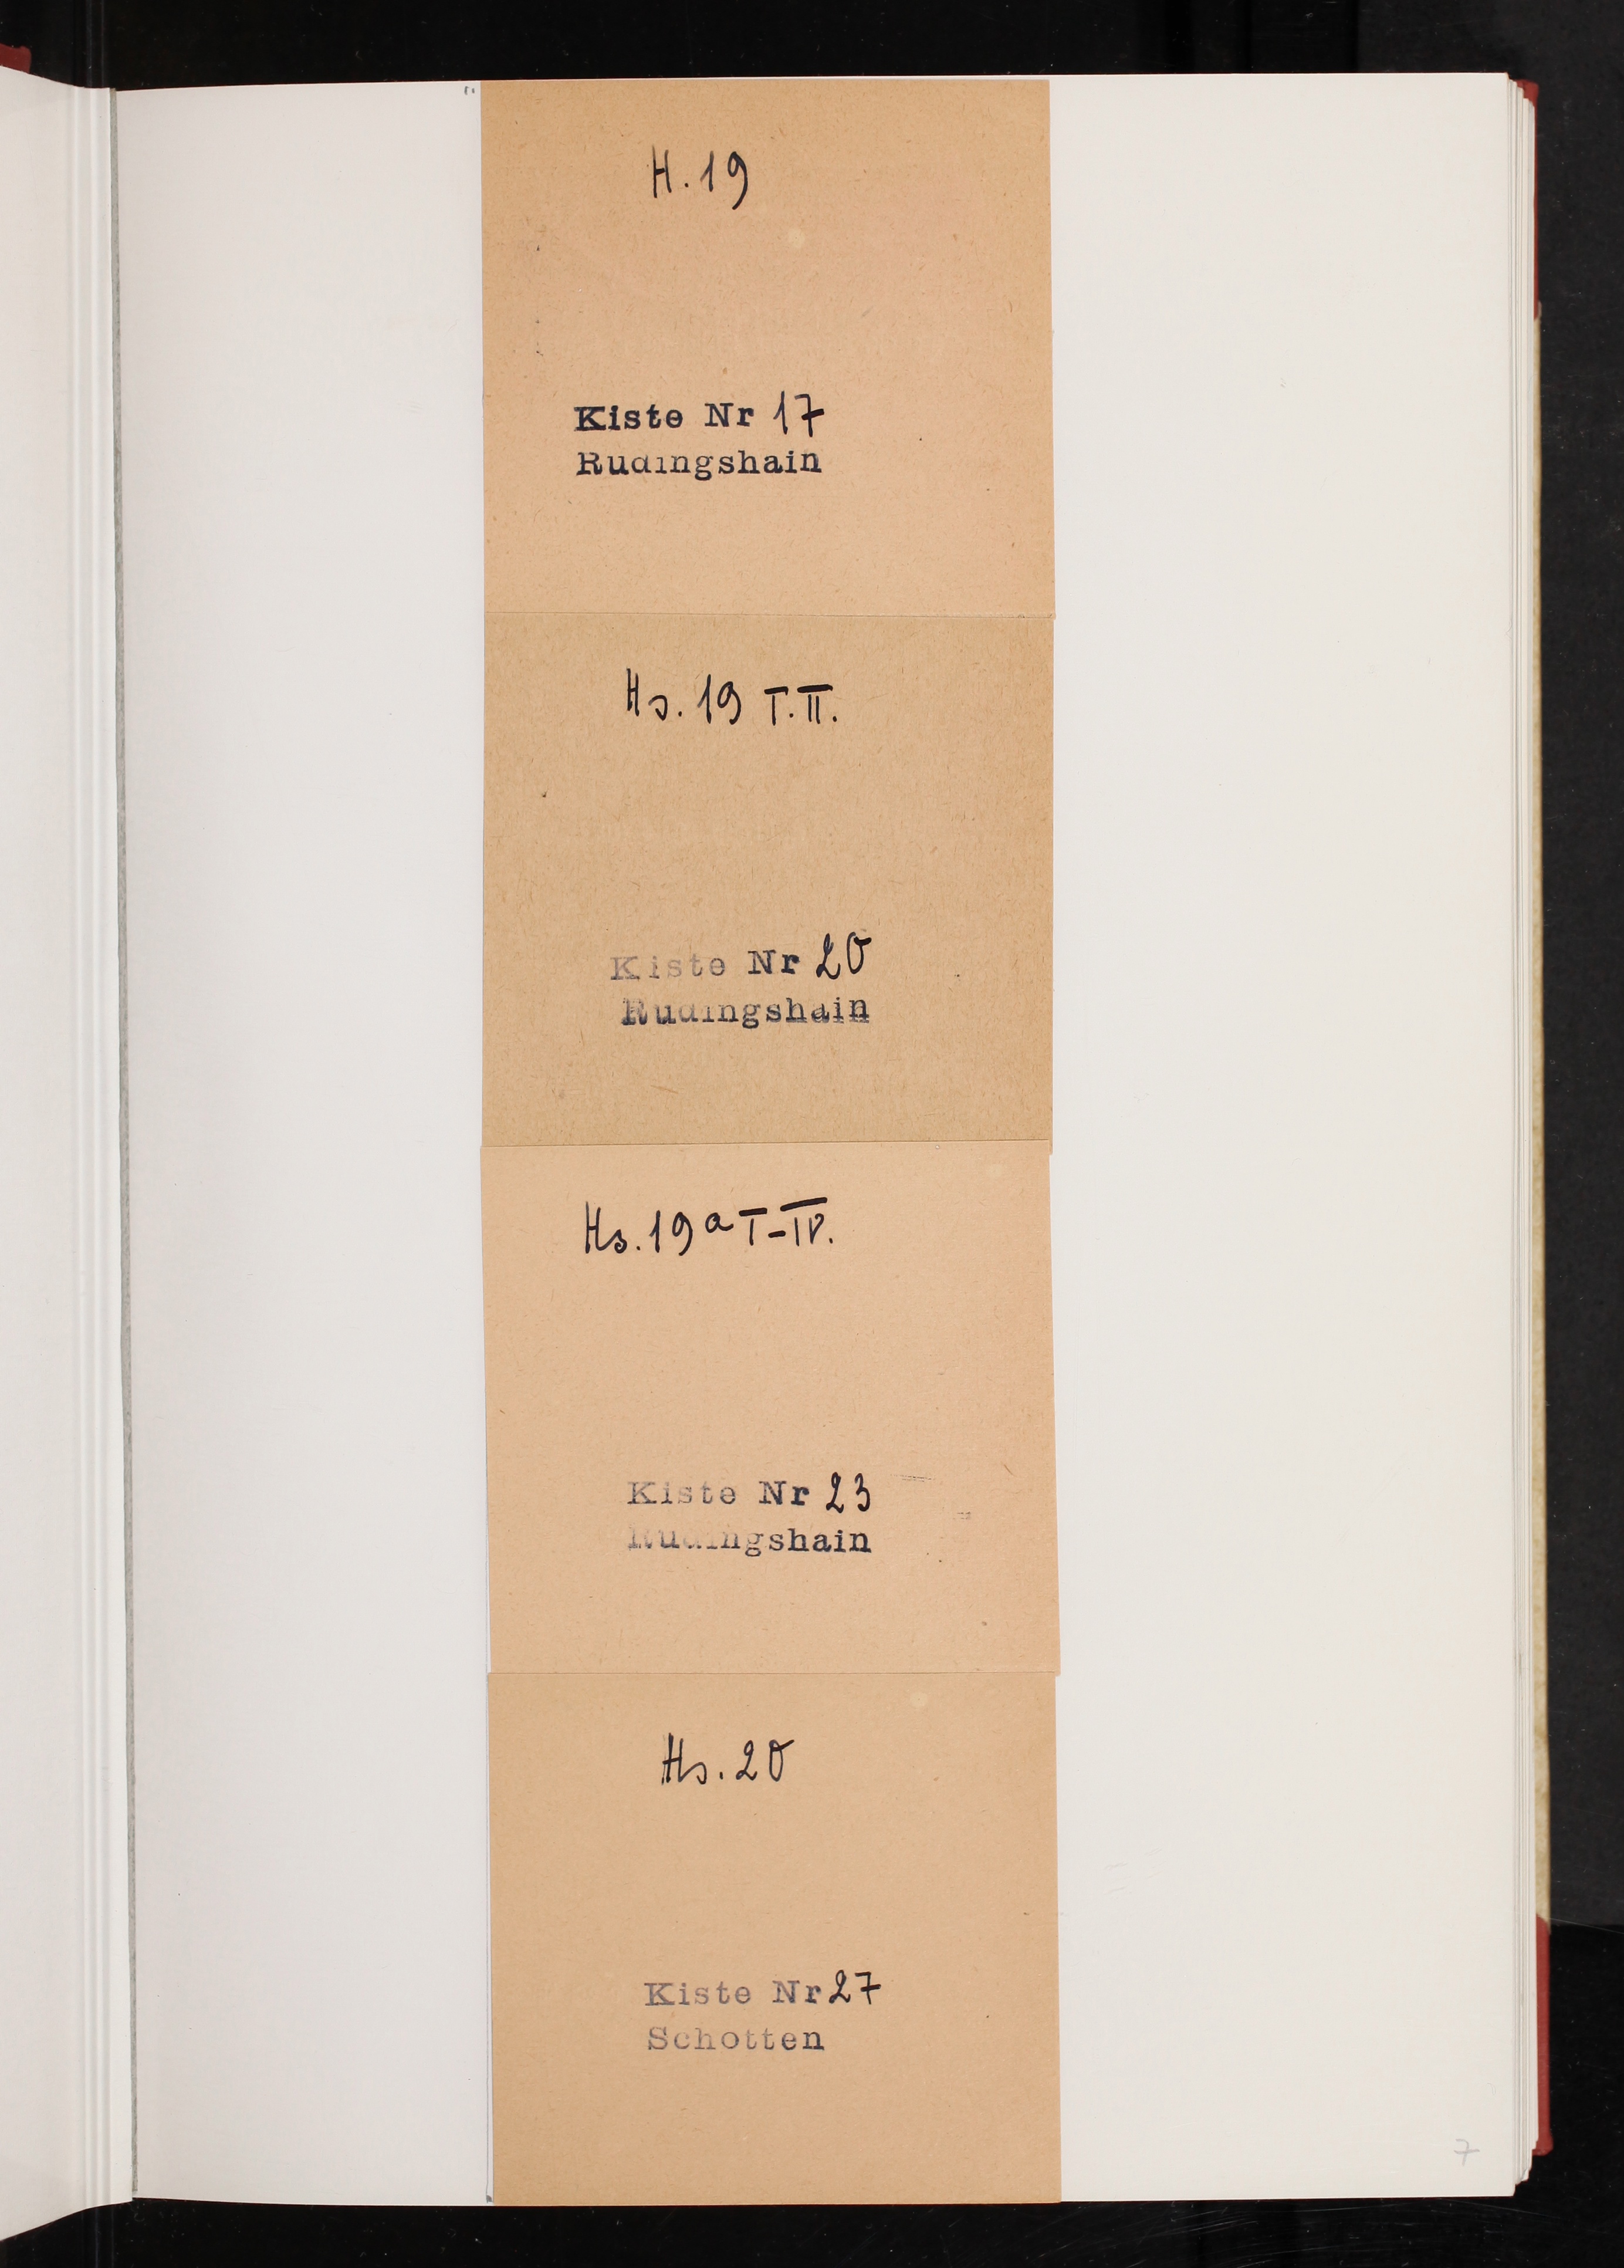 H. 19
Kiste Nr 17
Rudingshain
Hs. 19 I. II.
Kiste Nr 20
Rudingshain
Hs. 19a I-IV.
Kiste Nr 23
Rudingshain
Hs. 20
Kiste Nr 27
Schotten
7